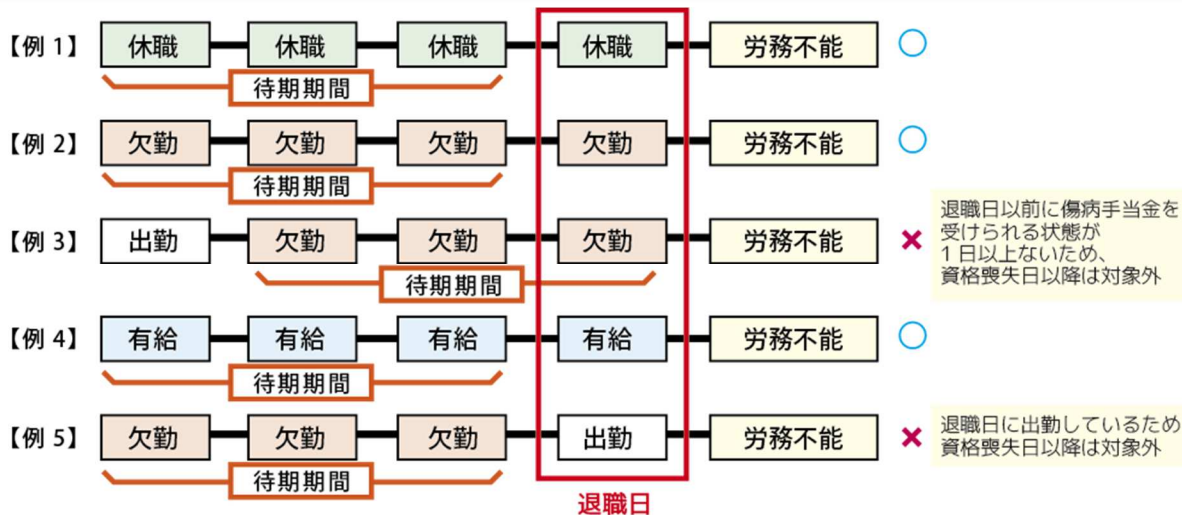 【例 1】 休職 休職 休職 休職 労務不能 ○
待期期間
【例 2】 欠勤 欠勤 欠勤 欠勤 労務不能 ○
待期期間
【例 3】 出勤 欠勤 欠勤 欠勤 労務不能 ×
待期期間
退職日以前に傷病手当金を
受けられる状態が
1 日以上ないため、
資格喪失日以降は対象外
【例 4】 有給 有給 有給 有給 労務不能 ○
待期期間
【例 5】 欠勤 欠勤 欠勤 出勤 労務不能 ×
待期期間
退職日に出勤しているため
資格喪失日以降は対象外
退職日